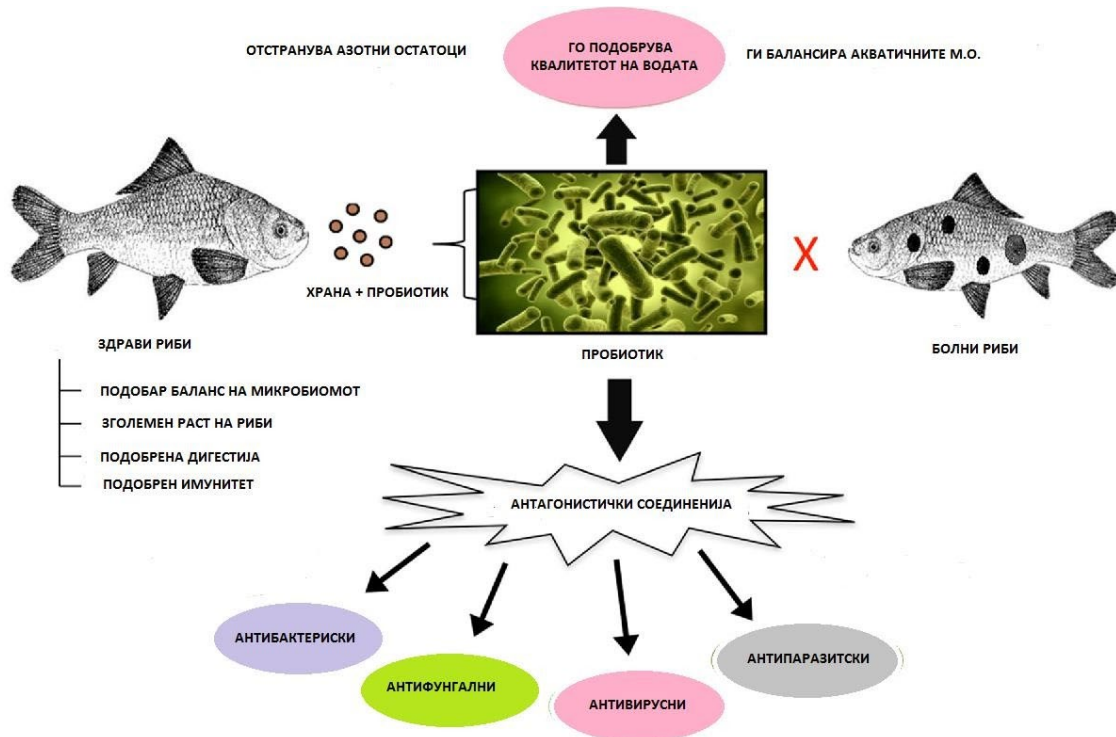 ОТСТРАНУВА АЗОТНИ ОСТАТОЦИ
ГО ПОДОБРУВА
КВАЛИТЕТОТ НА ВОДАТА
ГИ БАЛАНСИРА АКВАТИЧНИТЕ М.О.
ХРАНА + ПРОБИОТИК
ЗДРАВИ РИБИ
ПРОБИОТИК
БОЛНИ РИБИ
X
ПОДОБАР БАЛАНС НА МИКРОБИОМОТ
ЗГОЛЕМЕН РАСТ НА РИБИ
ПОДОБРЕНА ДИГЕСТИЈА
ПОДОБРЕН ИМУНИТЕТ
АНТАГОНИСТИЧКИ СОЕДИНЕНИЈА
АНТИБАКТЕРИСКИ
АНТИФУНГАЛНИ
АНТИВИРУСНИ
АНТИПАРАЗИТСКИ